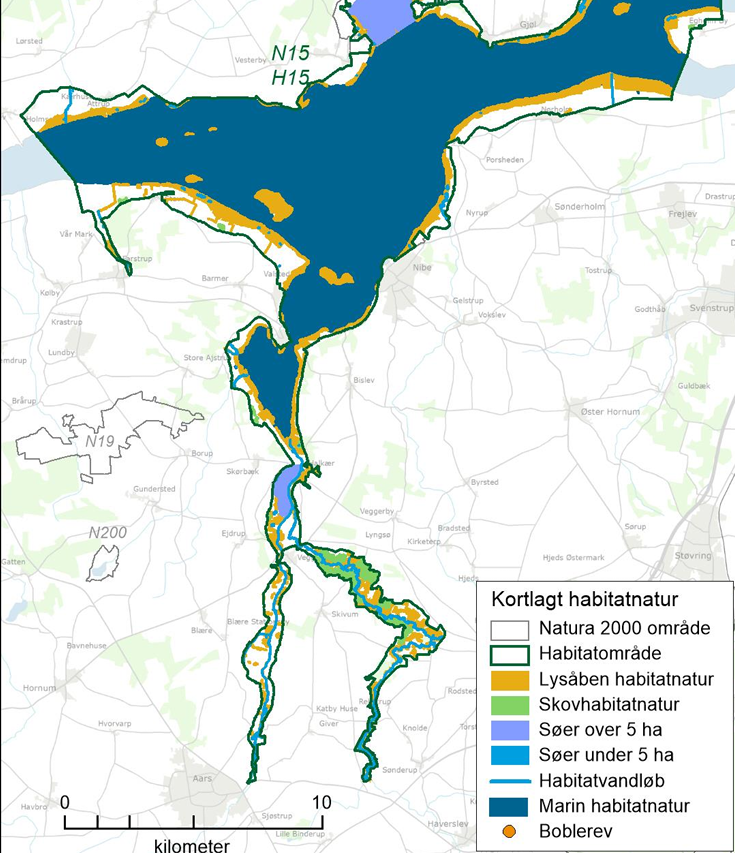 Gjøl
Lørsted
Vesterby
N15
H15
Attrup
Nørholm
Porsheden
Drastrup
Sønderholm
Nyrup
Frejlev
Vår Mark
Barmer
Nibe
Tostrup
Kølby
Geistrup
Godthåb
Svenstrup
Krastrup
Vokslev
Lundby
Store Ajstrup
Bislev
Guldbæk
Brårup
Øster Hornum
N19
Borup
Skørbæk
Gundersted
Byrsted
Veggerby
N200
Ejdrup
Lyngsø
Bradsted
Kirketerp
Sørup
Gatten
Hjeds Østermark
Støvring
Hjeds
Skivum
Blære
Bavnehuse
Hornum
Katby Huse
Giver
Hvorvarp
Knolde
Aars
Sønderup
Havbro
Sjøstrup
Haverslev
Lille Binderup
Kortlagt habitatnatur
Natura 2000 område
Habitatområde
Lysåben habitatnatur
Skovhabitatnatur
Søer over 5 ha
Søer under 5 ha
Habitatvandløb
Marin habitatnatur
Boblerev
0 10
kilometer